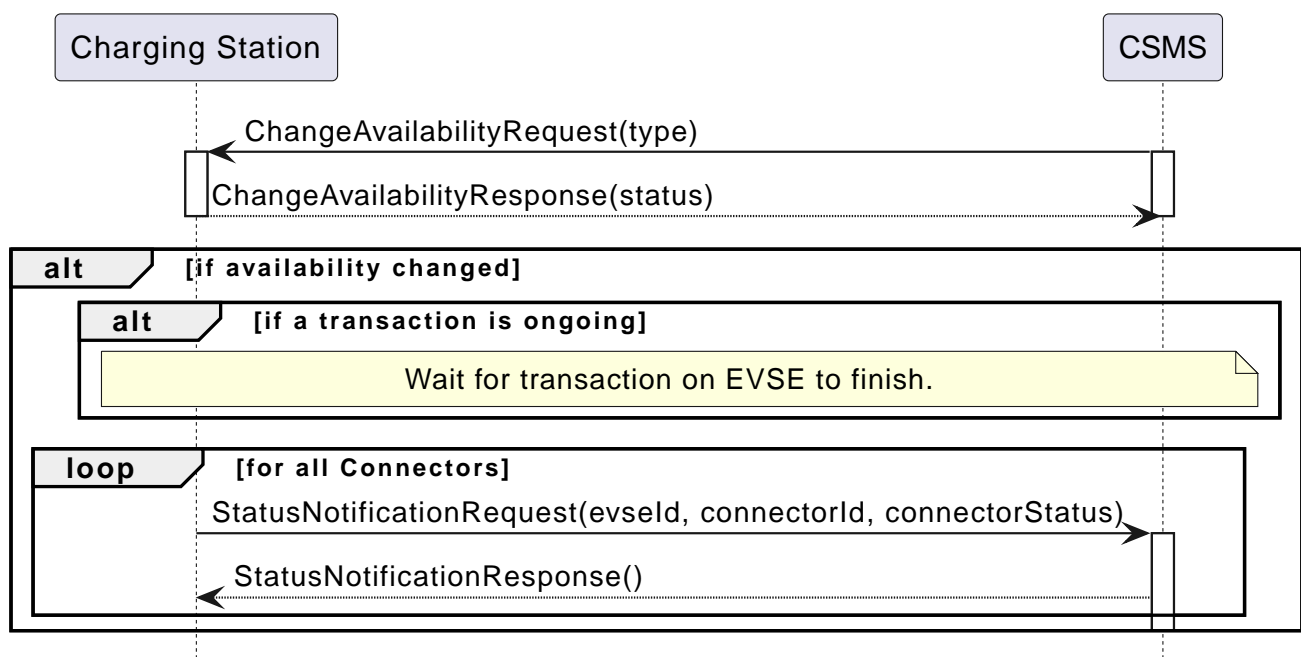 Charging Station
CSMS
ChangeAvailabilityRequest(type)
ChangeAvailabilityResponse(status)
alt [if availability changed]
alt [if a transaction is ongoing]
Wait for transaction on EVSE to finish.
loop [for all Connectors]
StatusNotificationRequest(evseId, connectorId, connectorStatus)
StatusNotificationResponse()